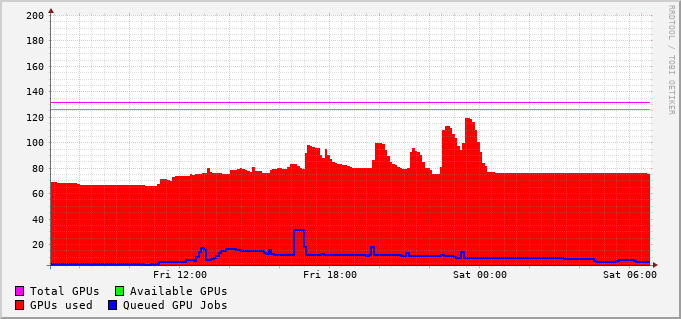 200
180
160
140
120
100
80
60
40
20
Fri 12:00 Fri 18:00 Sat 00:00 Sat 06:00
Total GPUs Available GPUs
GPUs used Queued GPU Jobs
RRDTOOL / TOBI OETIKER